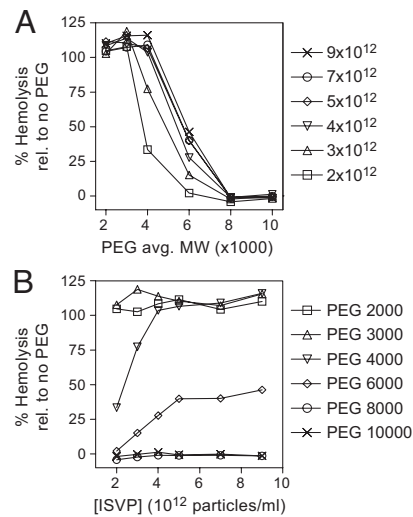 A
% Hemolysis
rel. to no PEG
125
100
75
50
25
0
2 4 6 8 10
PEG avg. MW (x1000)
9x10¹²
7x10¹²
5x10¹²
4x10¹²
3x10¹²
2x10¹²
B
% Hemolysis
rel. to no PEG
125
100
75
50
25
0
0 2 4 6 8 10
[ISVP] (10¹² particles/ml)
PEG 2000
PEG 3000
PEG 4000
PEG 6000
PEG 8000
PEG 10000